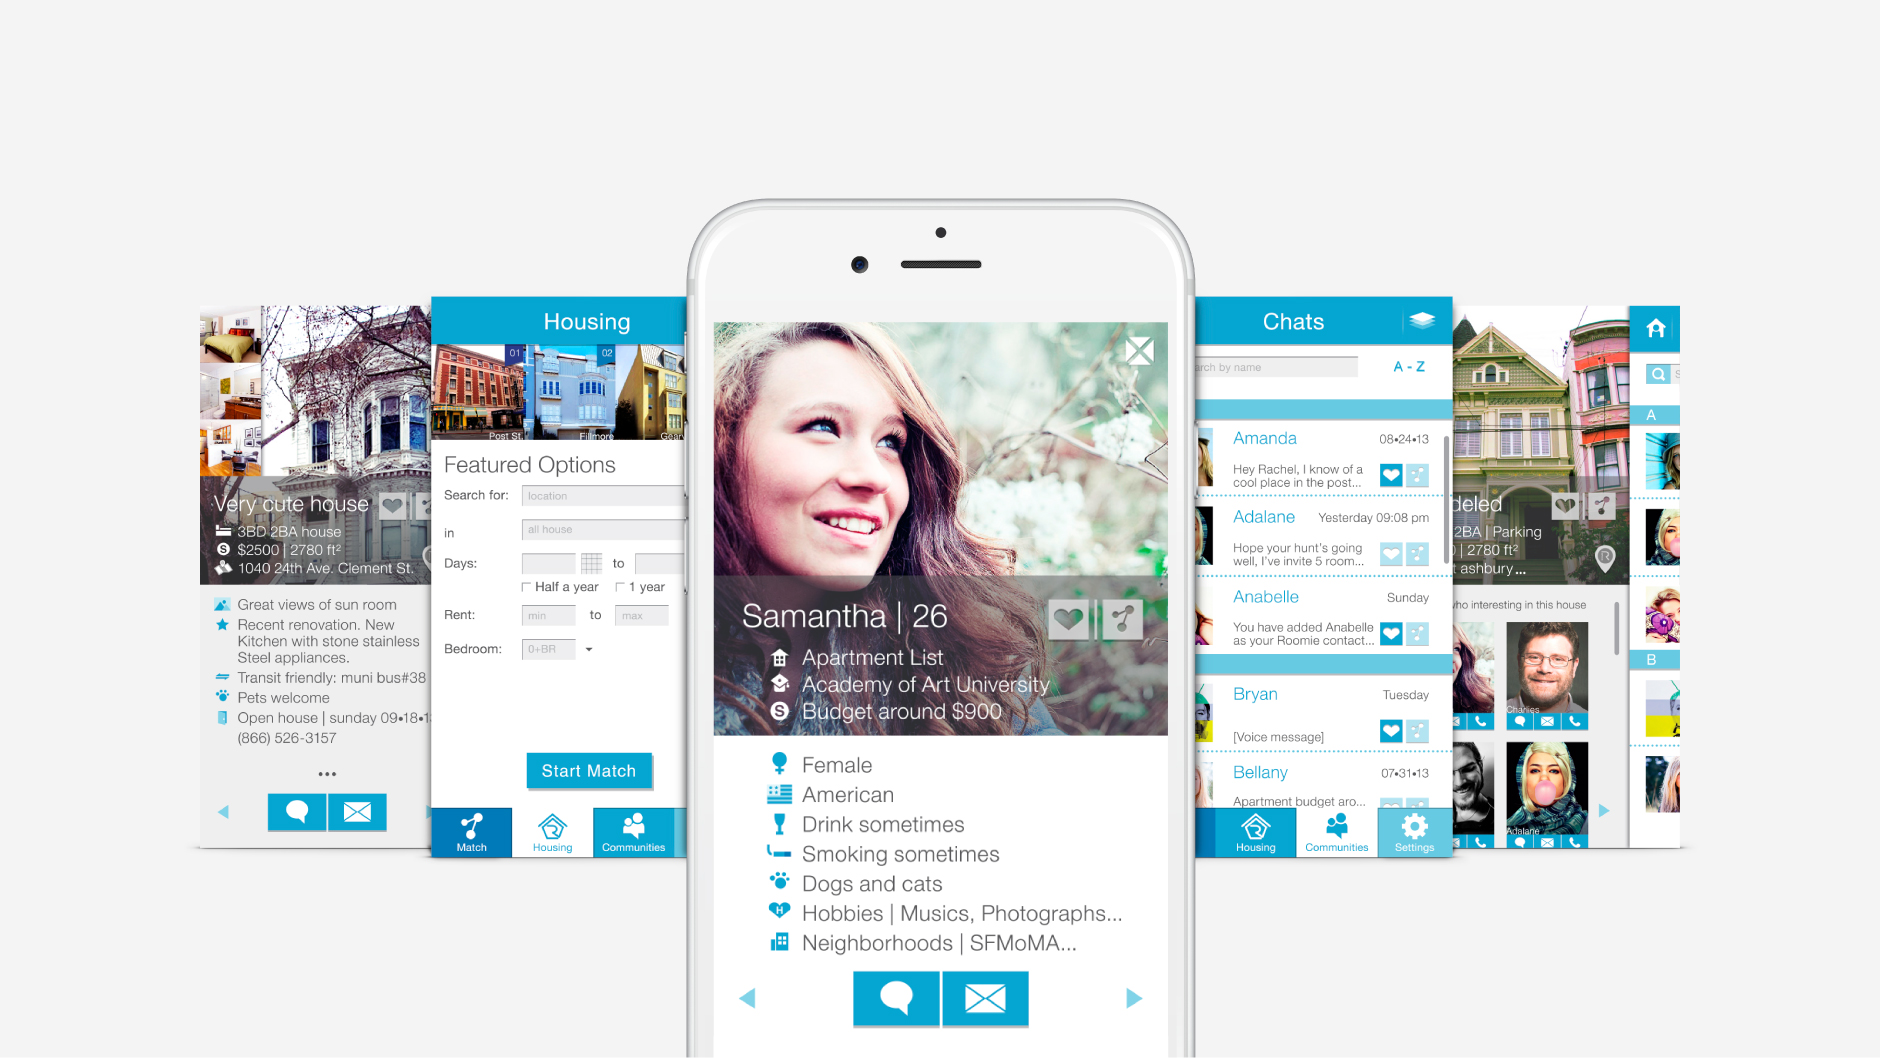 Very cute house
3BD 2BA house
$2500 | 2780 ft²
1040 24th Ave. Clement St.
Great views of sun room
Recent renovation. New
Kitchen with stone stainless
Steel appliances.
Transit friendly: muni bus#38
Pets welcome
Open house | sunday 09•18•1
(866) 526-3157
...
Housing
01
02
Post St.
Fillmore
Geary
Featured Options
Search for:
location
in
all house
Days:
to
Half a year
1 year
Rent:
min
to
max
Bedroom:
0+BR
Start Match
Match
Housing
Communities
Samantha | 26
Apartment List
Academy of Art University
Budget around $900
Female
American
Drink sometimes
Smoking sometimes
Dogs and cats
Hobbies | Musics, Photographs...
Neighborhoods | SFMoMA...
Chats
arch by name
A - Z
Amanda
08•24•13
Hey Rachel, I know of a
cool place in the post...
Adalane
Yesterday 09:08 pm
Hope your hunt's going
well, I've invite 5 room...
Anabelle
Sunday
You have added Anabelle
as your Roomie contact...
Bryan
Tuesday
[Voice message]
Bellany
07•31•13
Apartment budget aro...
Housing
Communities
Settings
deled
2BA | Parking
| 2780 ft²
t ashbury...
who interesting in this house
Charlies
Adalane
A
B